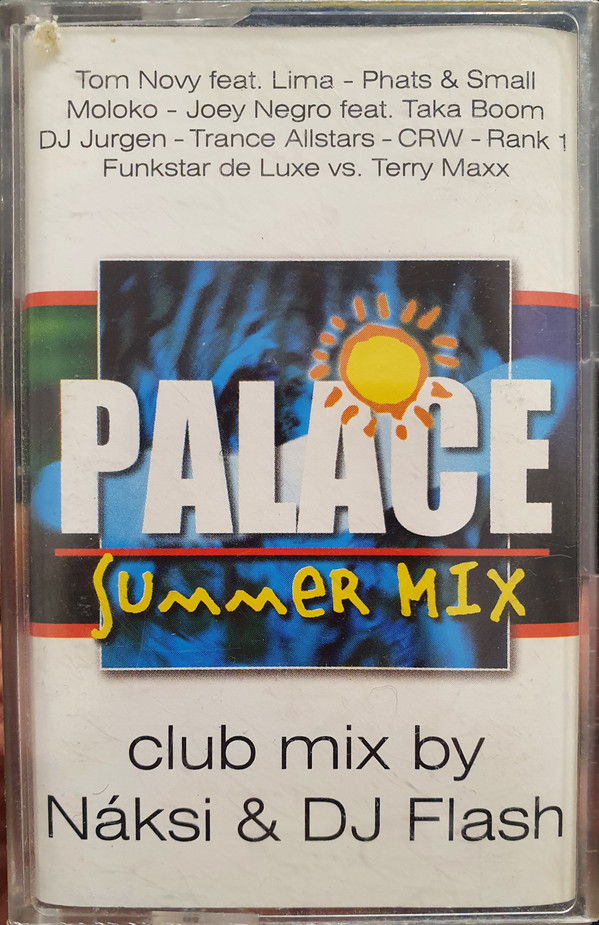 Tom Novy feat. Lima - Phats & Small
Moloko - Joey Negro feat. Taka Boom
DJ Jurgen - Trance Allstars - CRW - Rank 1
Funkstar de Luxe vs. Terry Maxx
PALACE
SUMMER MIX
club mix by
Náksi & DJ Flash